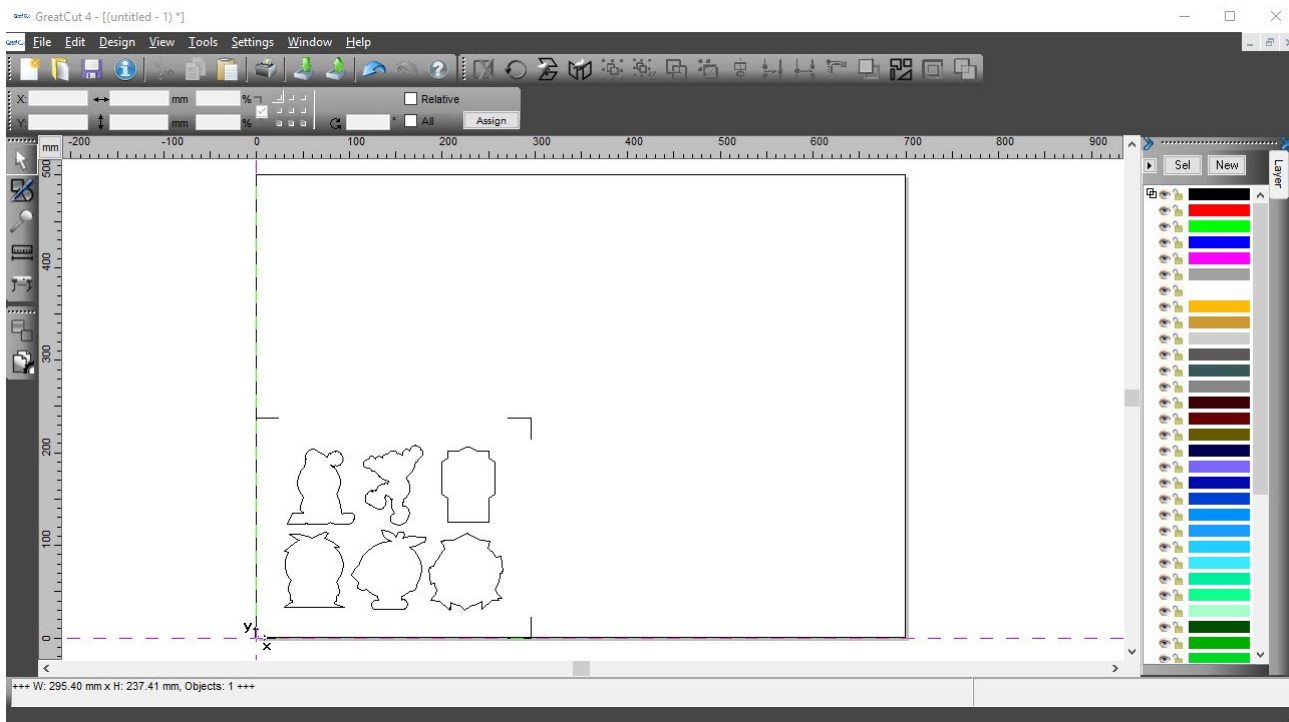 GreatCut 4 - [(untitled - 1) *]
File Edit Design View Tools Settings Window Help
X: mm % Relative
Y: mm % ° All Assign
mm -200 -100 0 100 200 300 400 500 600 700 800 900
Sel New
Layer
500
400
300
200
100
0
Y
X
+++ W: 295.40 mm x H: 237.41 mm, Objects: 1 +++